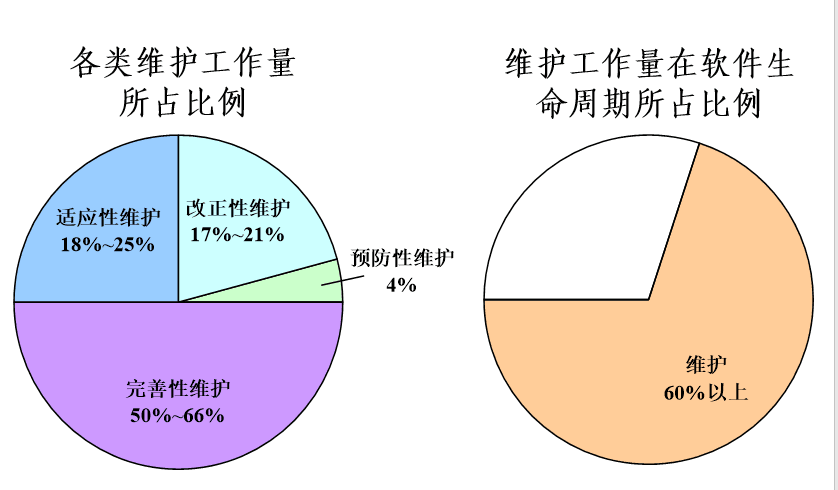 各类维护工作量
所占比例
适应性维护
18%~25%
改正性维护
17%~21%
预防性维护
4%
完善性维护
50%~66%
维护工作量在软件生
命周期所占比例
维护
60%以上